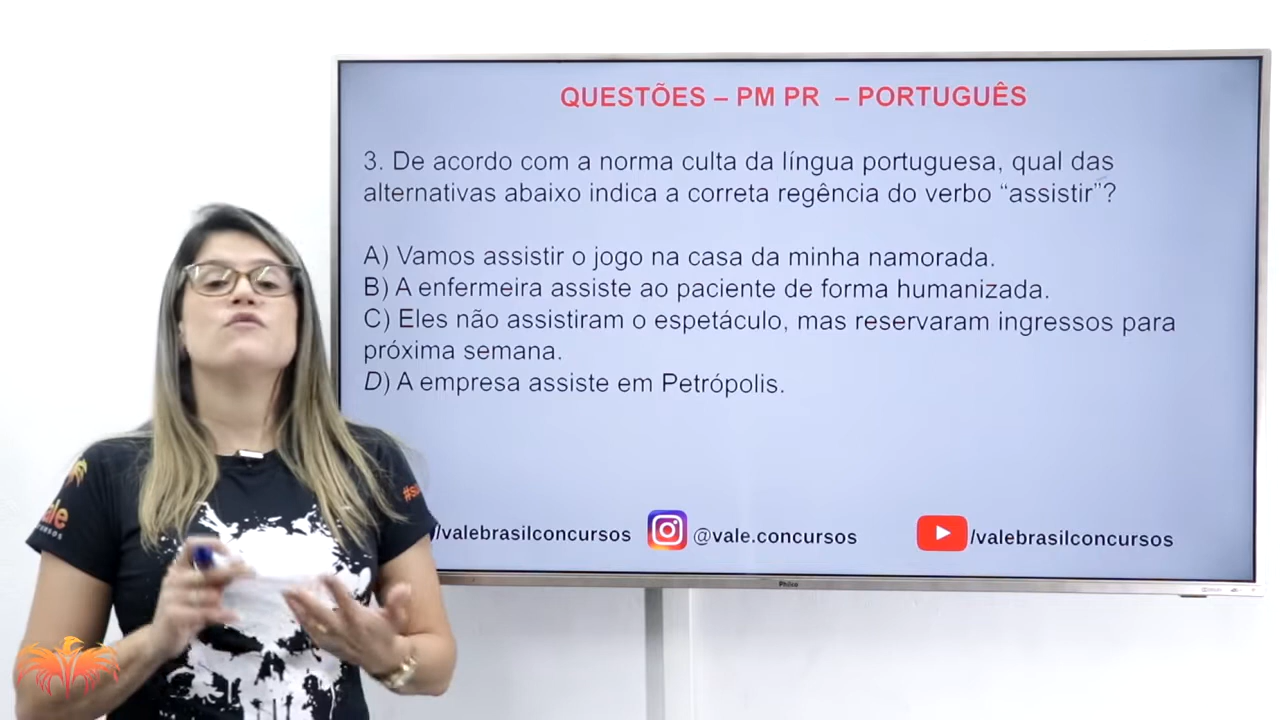 QUESTÕES – PM PR – PORTUGUÊS
3. De acordo com a norma culta da língua portuguesa, qual das
alternativas abaixo indica a correta regência do verbo “assistir”?
A) Vamos assistir o jogo na casa da minha namorada.
B) A enfermeira assiste ao paciente de forma humanizada.
C) Eles não assistiram o espetáculo, mas reservaram ingressos para
próxima semana.
D) A empresa assiste em Petrópolis.
/valebrasilconcursos
@vale.concursos
/valebrasilconcursos
Philco